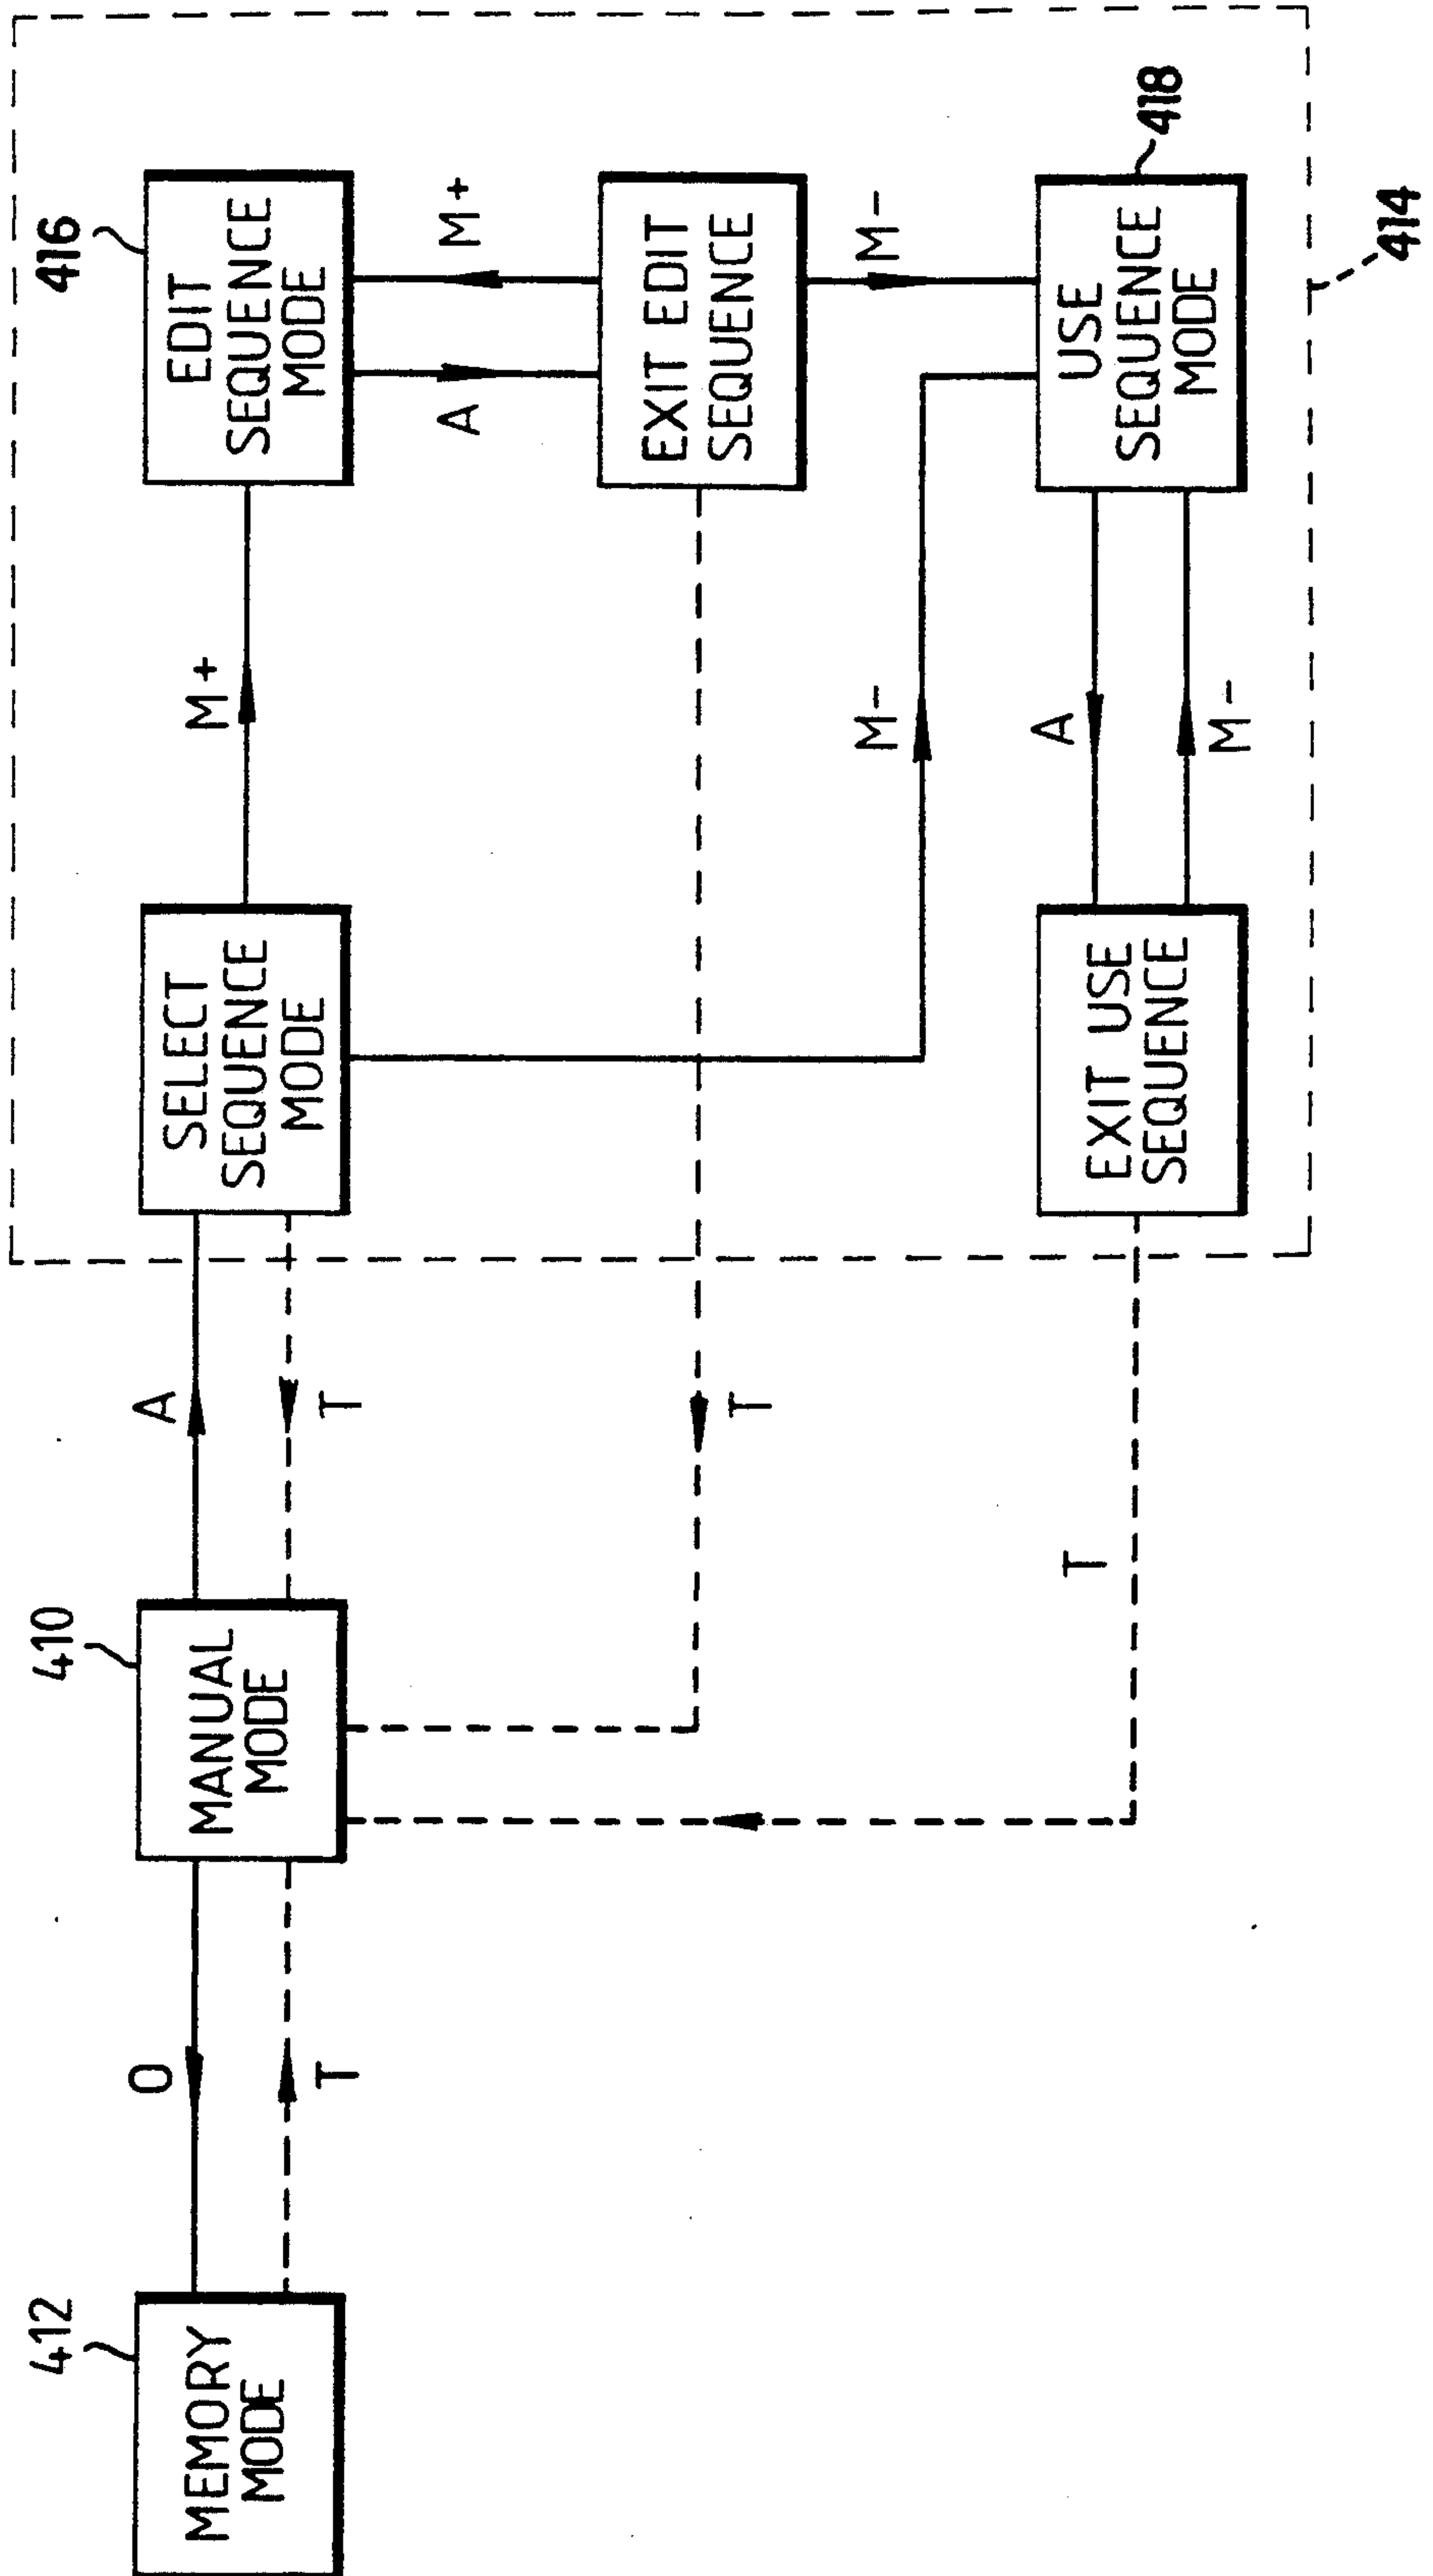 412
MEMORY
MODE
O
T
410
MANUAL
MODE
A
T
T
T
SELECT
SEQUENCE
MODE
M+
M-
416
EDIT
SEQUENCE
MODE
A
M+
EXIT EDIT
SEQUENCE
M-
EXIT USE
SEQUENCE
A
M-
USE
SEQUENCE
MODE
418
414